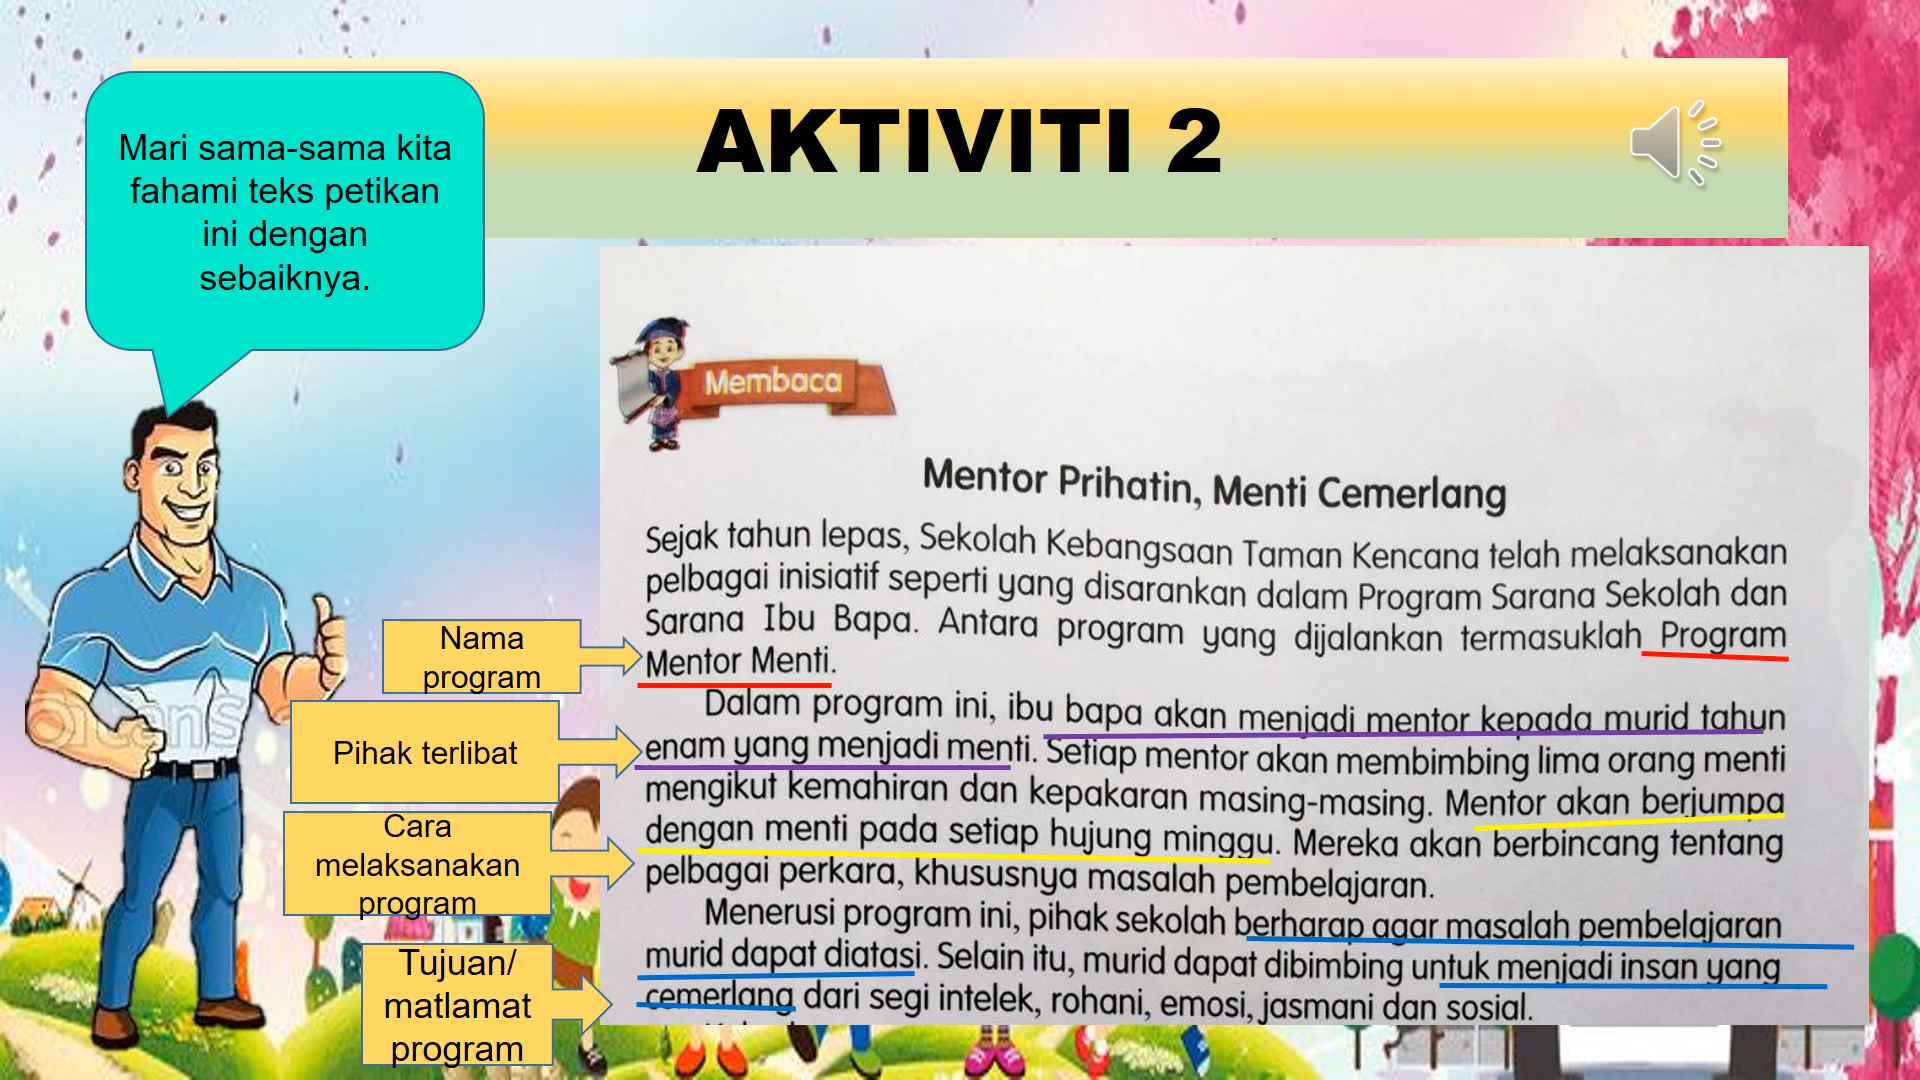 AKTIVITI 2
Mari sama-sama kita
fahami teks petikan
ini dengan
sebaiknya.
Membaca
Mentor Prihatin, Menti Cemerlang
Sejak tahun lepas, Sekolah Kebangsaan Taman Kencana telah melaksanakan
pelbagai inisiatif seperti yang disarankan dalam Program Sarana Sekolah dan
Sarana Ibu Bapa. Antara program yang dijalankan termasuklah Program
Mentor Menti.
Dalam program ini, ibu bapa akan menjadi mentor kepada murid tahun
enam yang menjadi menti. Setiap mentor akan membimbing lima orang menti
mengikut kemahiran dan kepakaran masing-masing. Mentor akan berjumpa
dengan menti pada setiap hujung minggu. Mereka akan berbincang tentang
pelbagai perkara, khususnya masalah pembelajaran.
Menerusi program ini, pihak sekolah berharap agar masalah pembelajaran
murid dapat diatasi. Selain itu, murid dapat dibimbing untuk menjadi insan yang
cemerlang dari segi intelek, rohani, emosi, jasmani dan sosial.
Nama
program
Pihak terlibat
Cara
melaksanakan
program
Tujuan/
matlamat
program